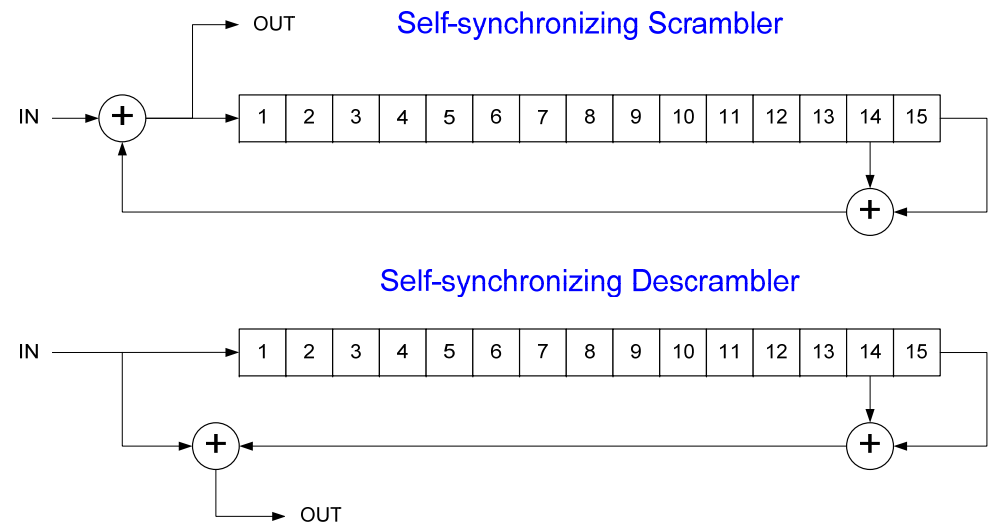 OUT
Self-synchronizing Scrambler
IN + 1 2 3 4 5 6 7 8 9 10 11 12 13 14 15
+
Self-synchronizing Descrambler
IN 1 2 3 4 5 6 7 8 9 10 11 12 13 14 15
+ +
OUT